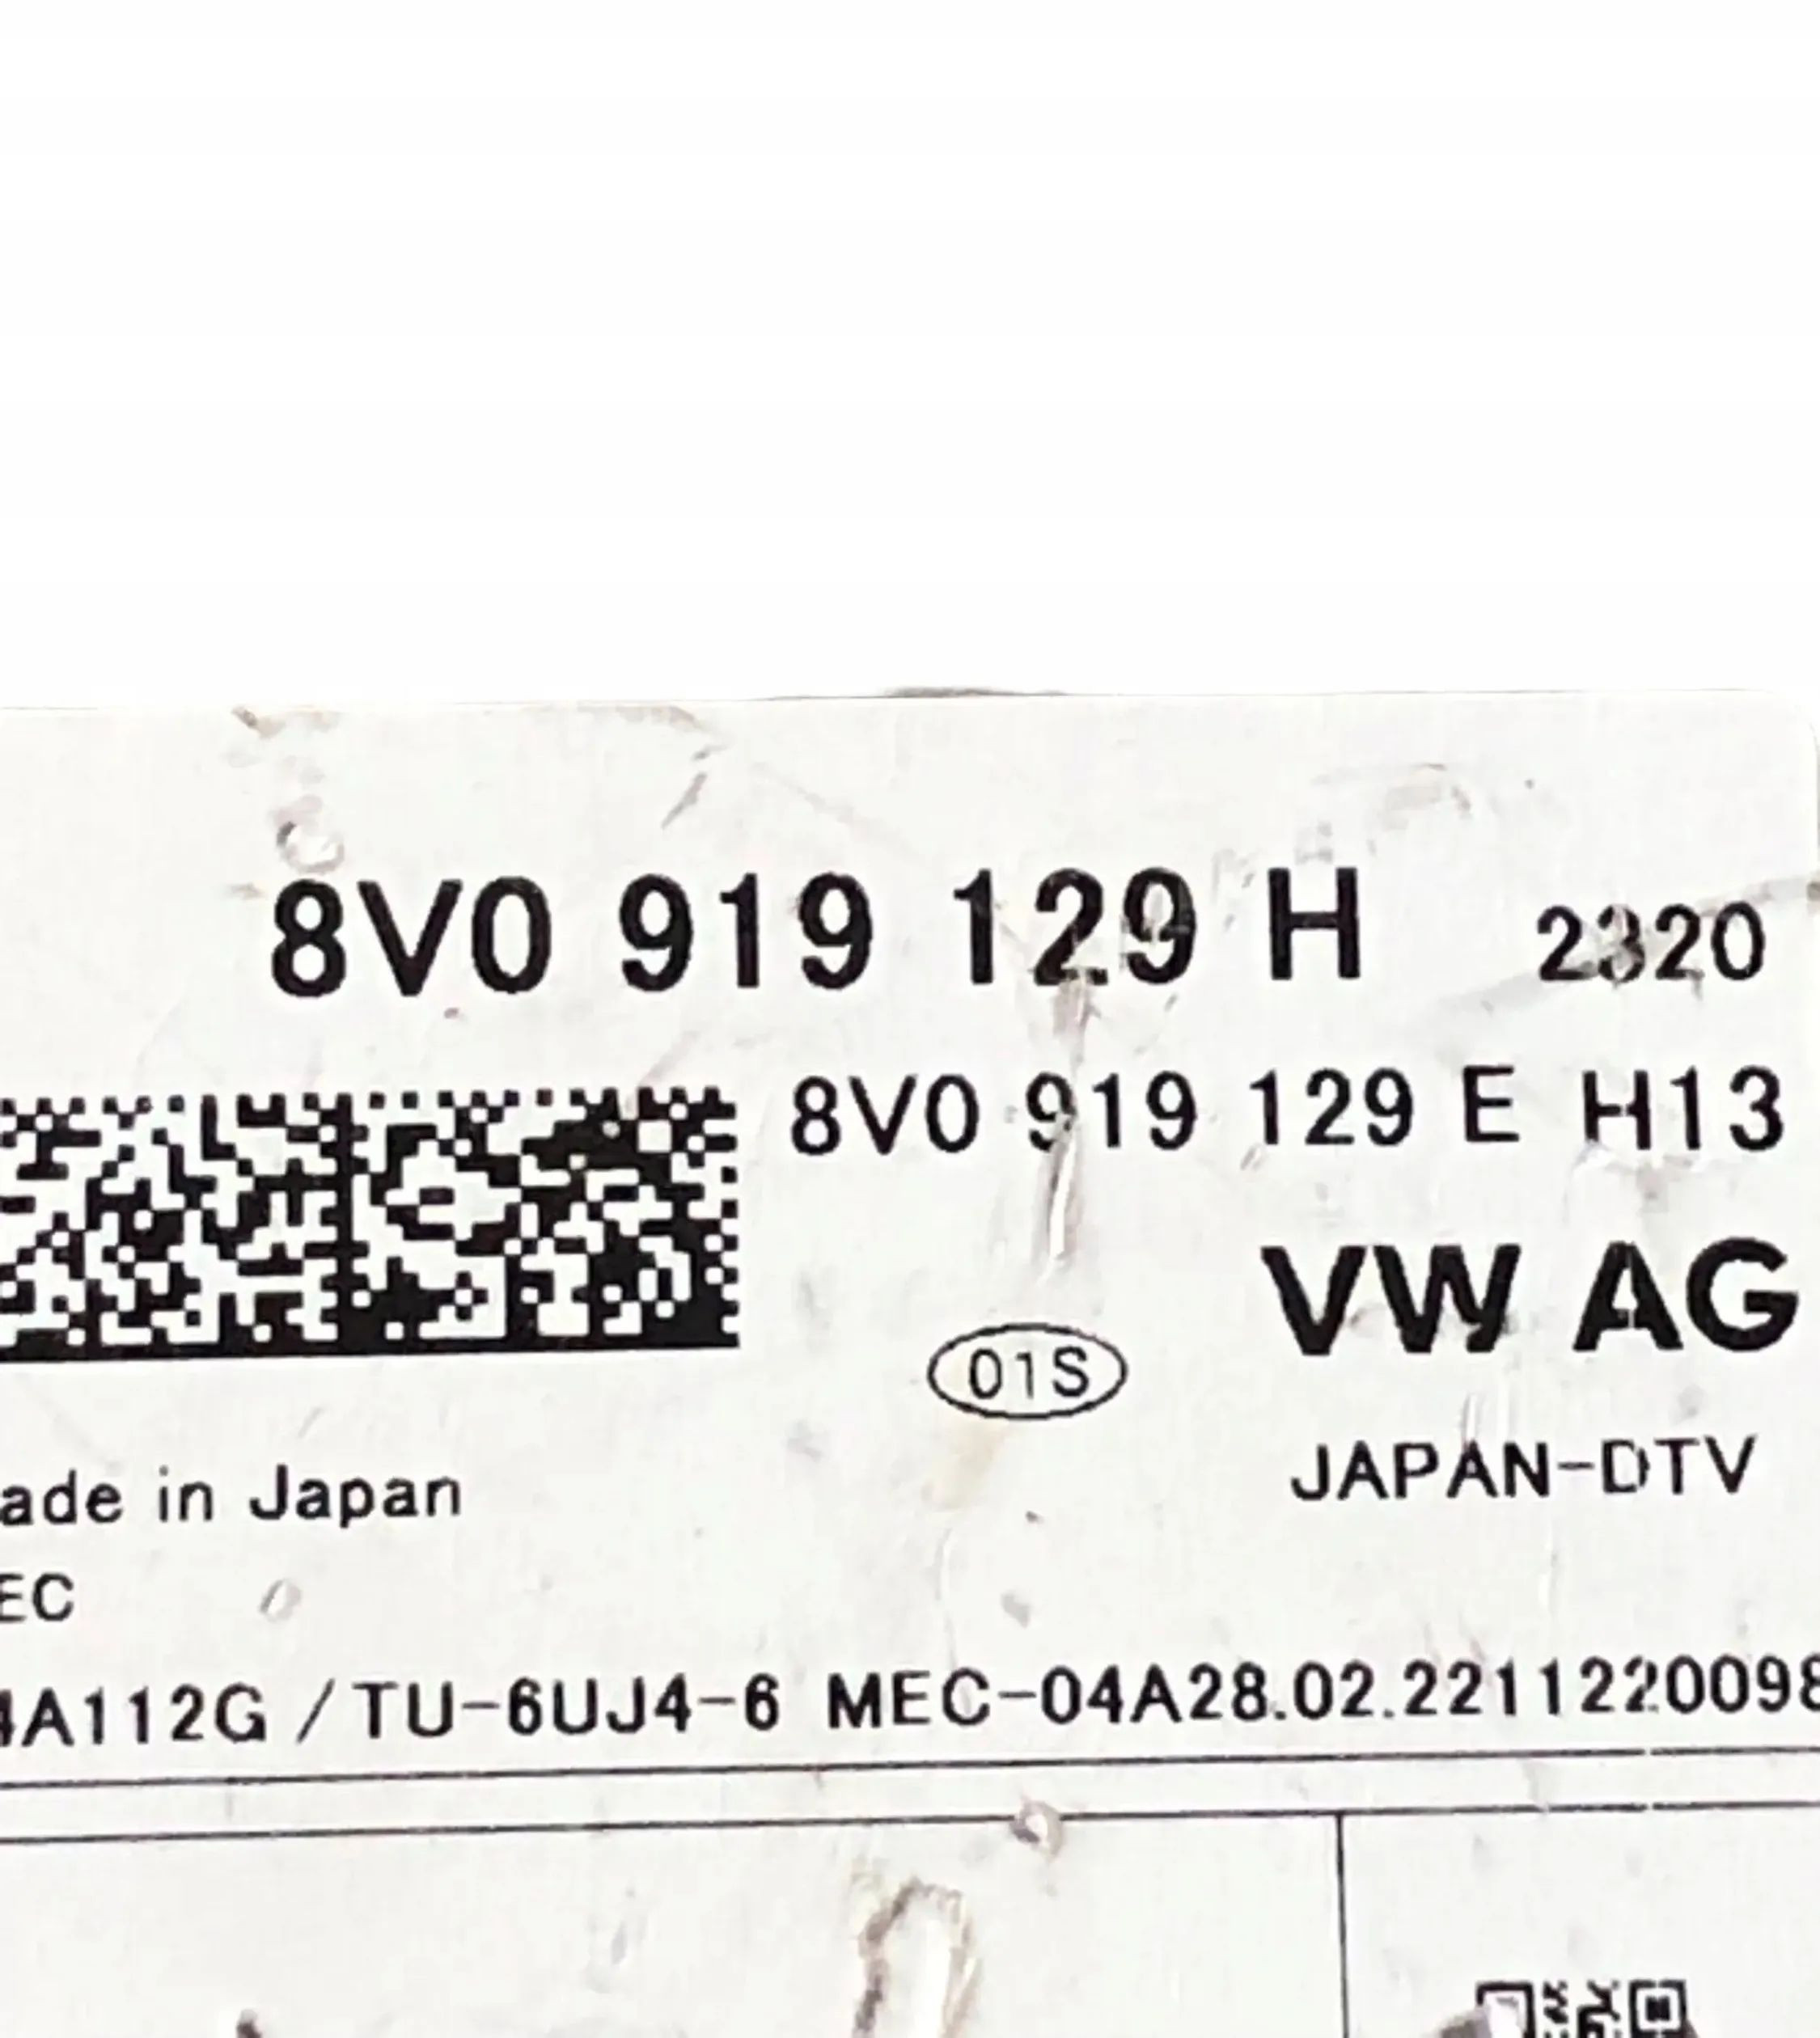 8V0 919 129 H 2320
8V0 919 129 E H13
VW AG
01S
JAPAN-DTV
ade in Japan
EC
A112G / TU-6UJ4-6 MEC-04A28.02.2211220098